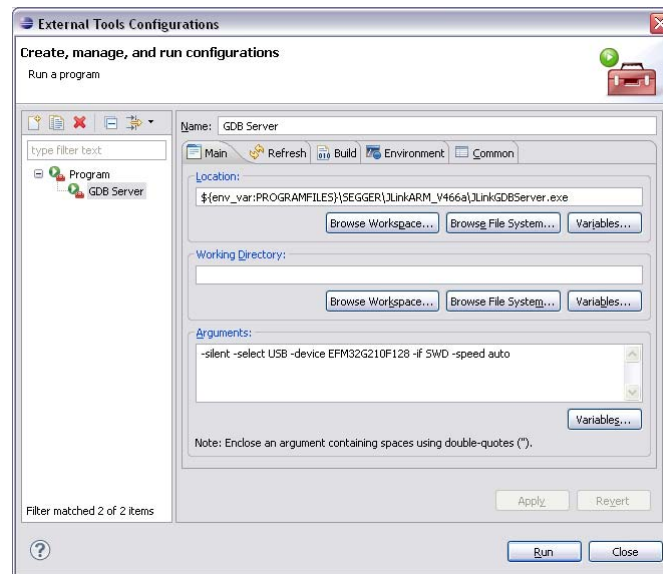 External Tools Configurations
Create, manage, and run configurations
Run a program
type filter text
Program
GDB Server
Filter matched 2 of 2 items
Name: GDB Server
Main Refresh Build Environment Common
Location:
${env_var:PROGRAMFILES}\SEGGER\JLinkARM_V466a\JLinkGDBServer.exe
Browse Workspace... Browse File System... Variables...
Working Directory:
Browse Workspace... Browse File System... Variables...
Arguments:
-silent -select USB -device EFM32G210F128 -if SWD -speed auto
Variables...
Note: Enclose an argument containing spaces using double-quotes (").
Apply Revert
Run Close